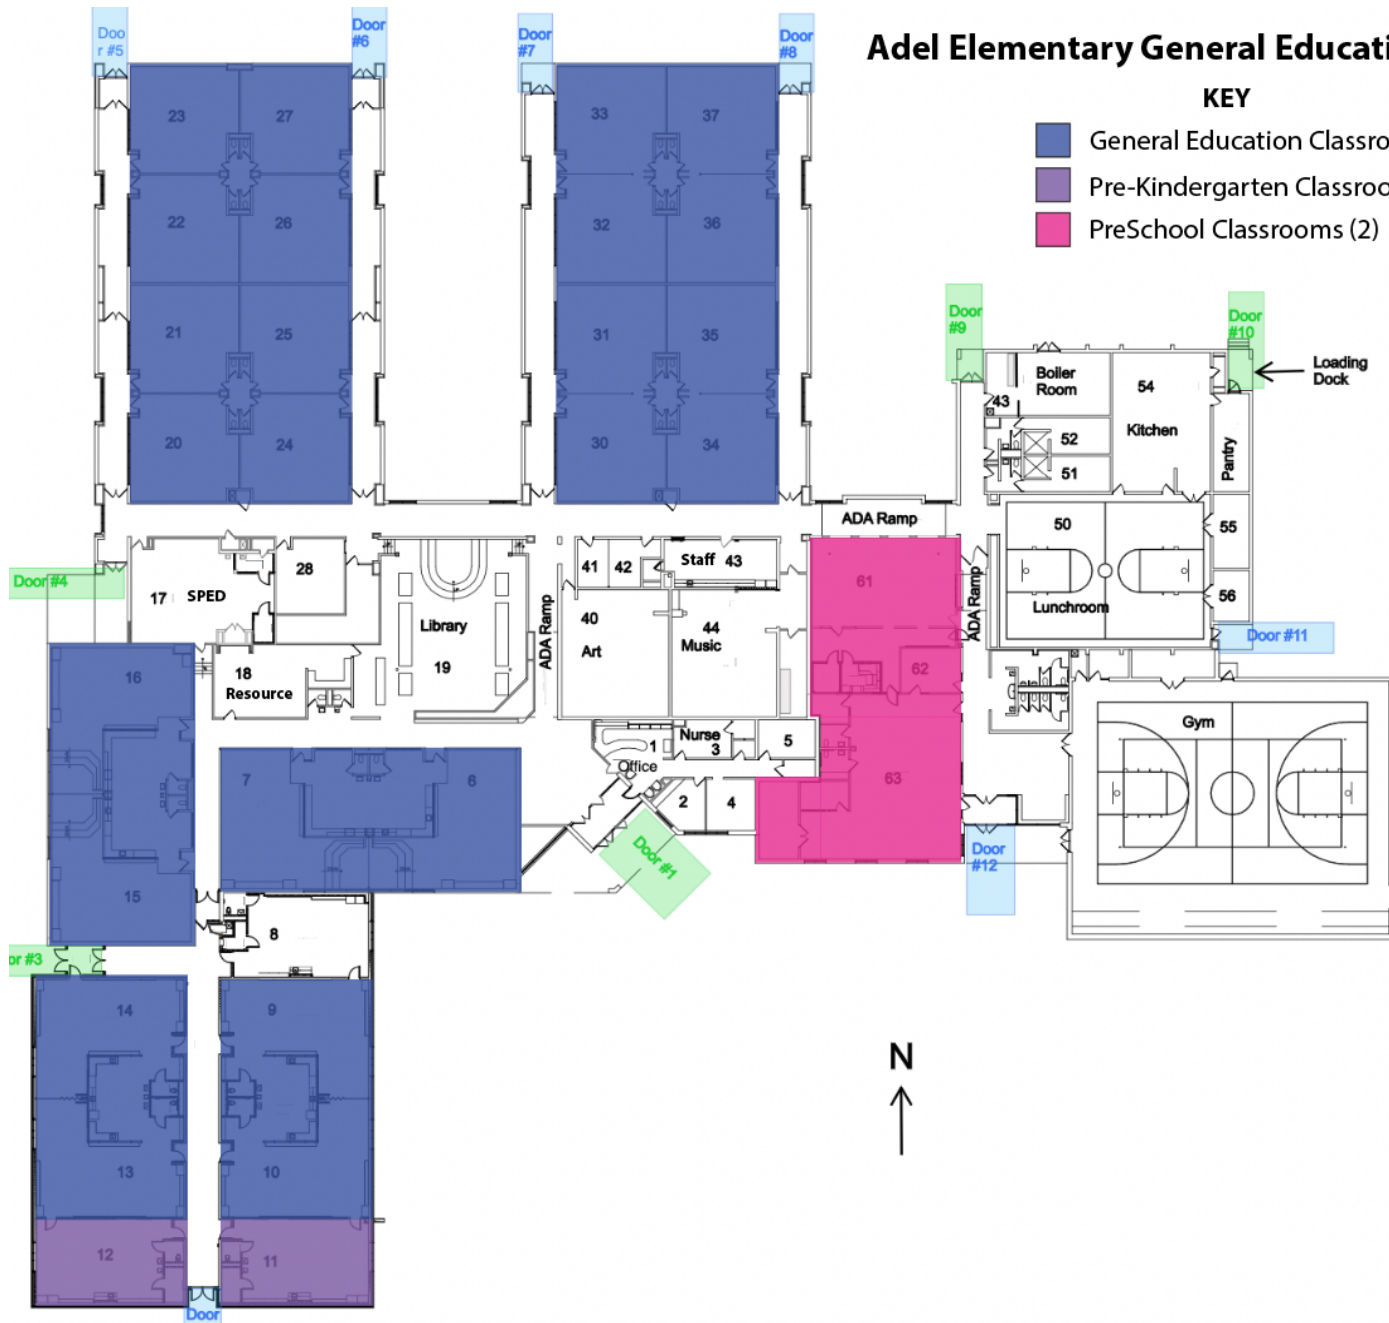 Doo
r #5
Door
#6
Door
#7
Door
#8
Adel Elementary General Educati
KEY
General Education Classro
Pre-Kindergarten Classroo
PreSchool Classrooms (2)
23
27
33
37
22
26
32
36
21
25
31
35
20
24
30
34
Door
#9
Door
#10
Loading
Dock
Boiler
Room
54
43
Kitchen
52
51
Pantry
ADA Ramp
50
55
Lunchroom
56
Door #11
Door #4
17
SPED
28
Library
19
ADA Ramp
41
42
Staff
43
40
Art
44
Music
61
ADA Ramp
62
63
16
18
Resource
15
7
6
1
Office
Nurse
3
5
2
4
Door #1
Door
#12
Gym
8
or #3
14
9
13
10
12
11
Door
N